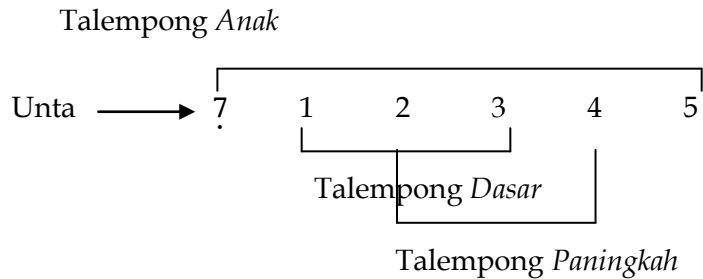 Talempong Anak
Unta 7̣ 1 2 3 4 5
Talempong Dasar
Talempong Paningkah